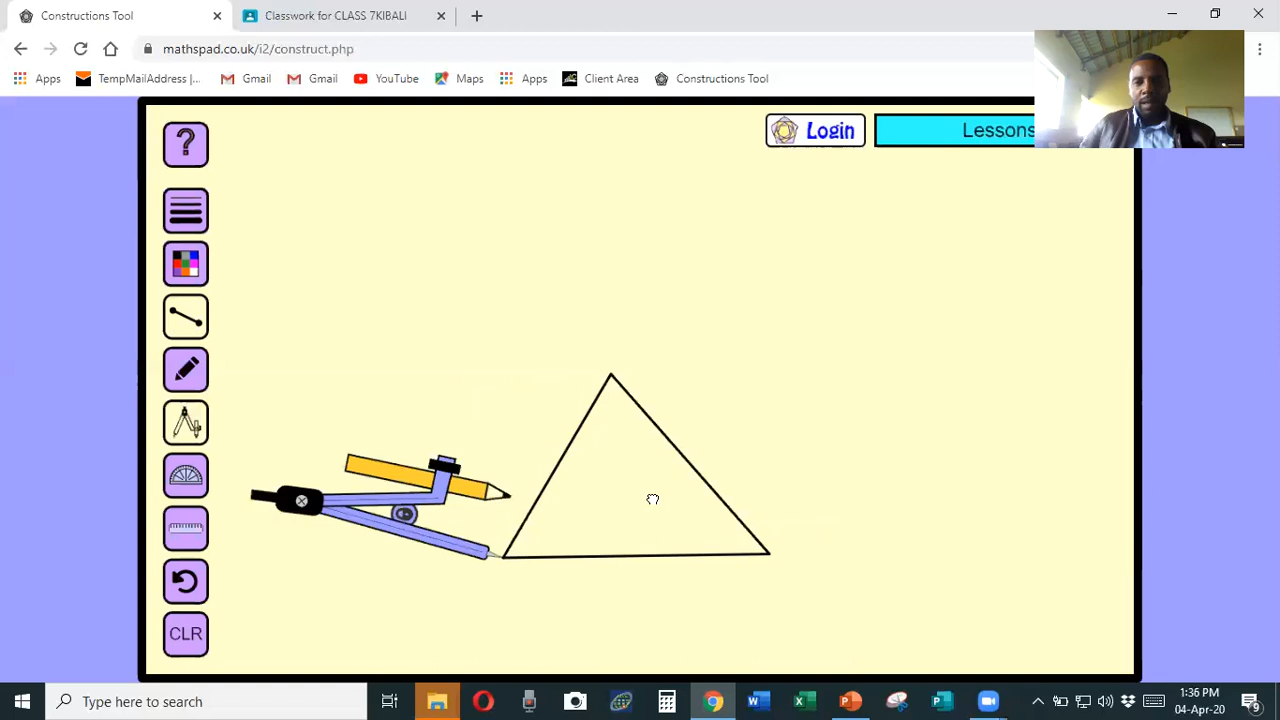 Constructions Tool
Classwork for CLASS 7KIBALI
mathspad.co.uk/i2/construct.php
Apps
TempMailAddress |...
Gmail
Gmail
YouTube
Maps
Apps
Client Area
Constructions Tool
?
Login
Lessons
CLR
Type here to search
1:36 PM
04-Apr-20
9